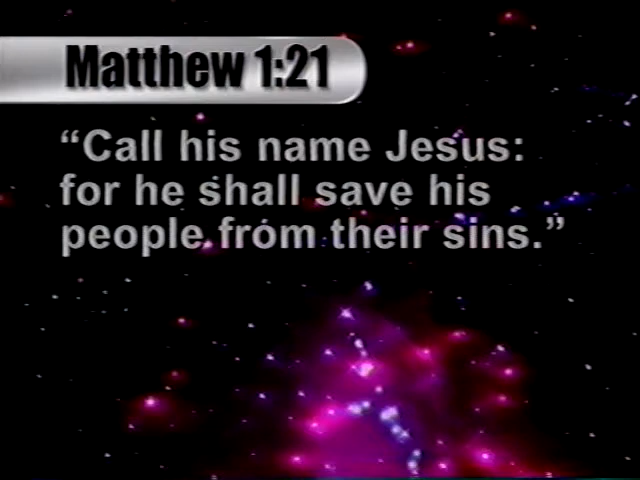 Matthew 1:21
“Call his name Jesus:
for he shall save his
people from their sins.”